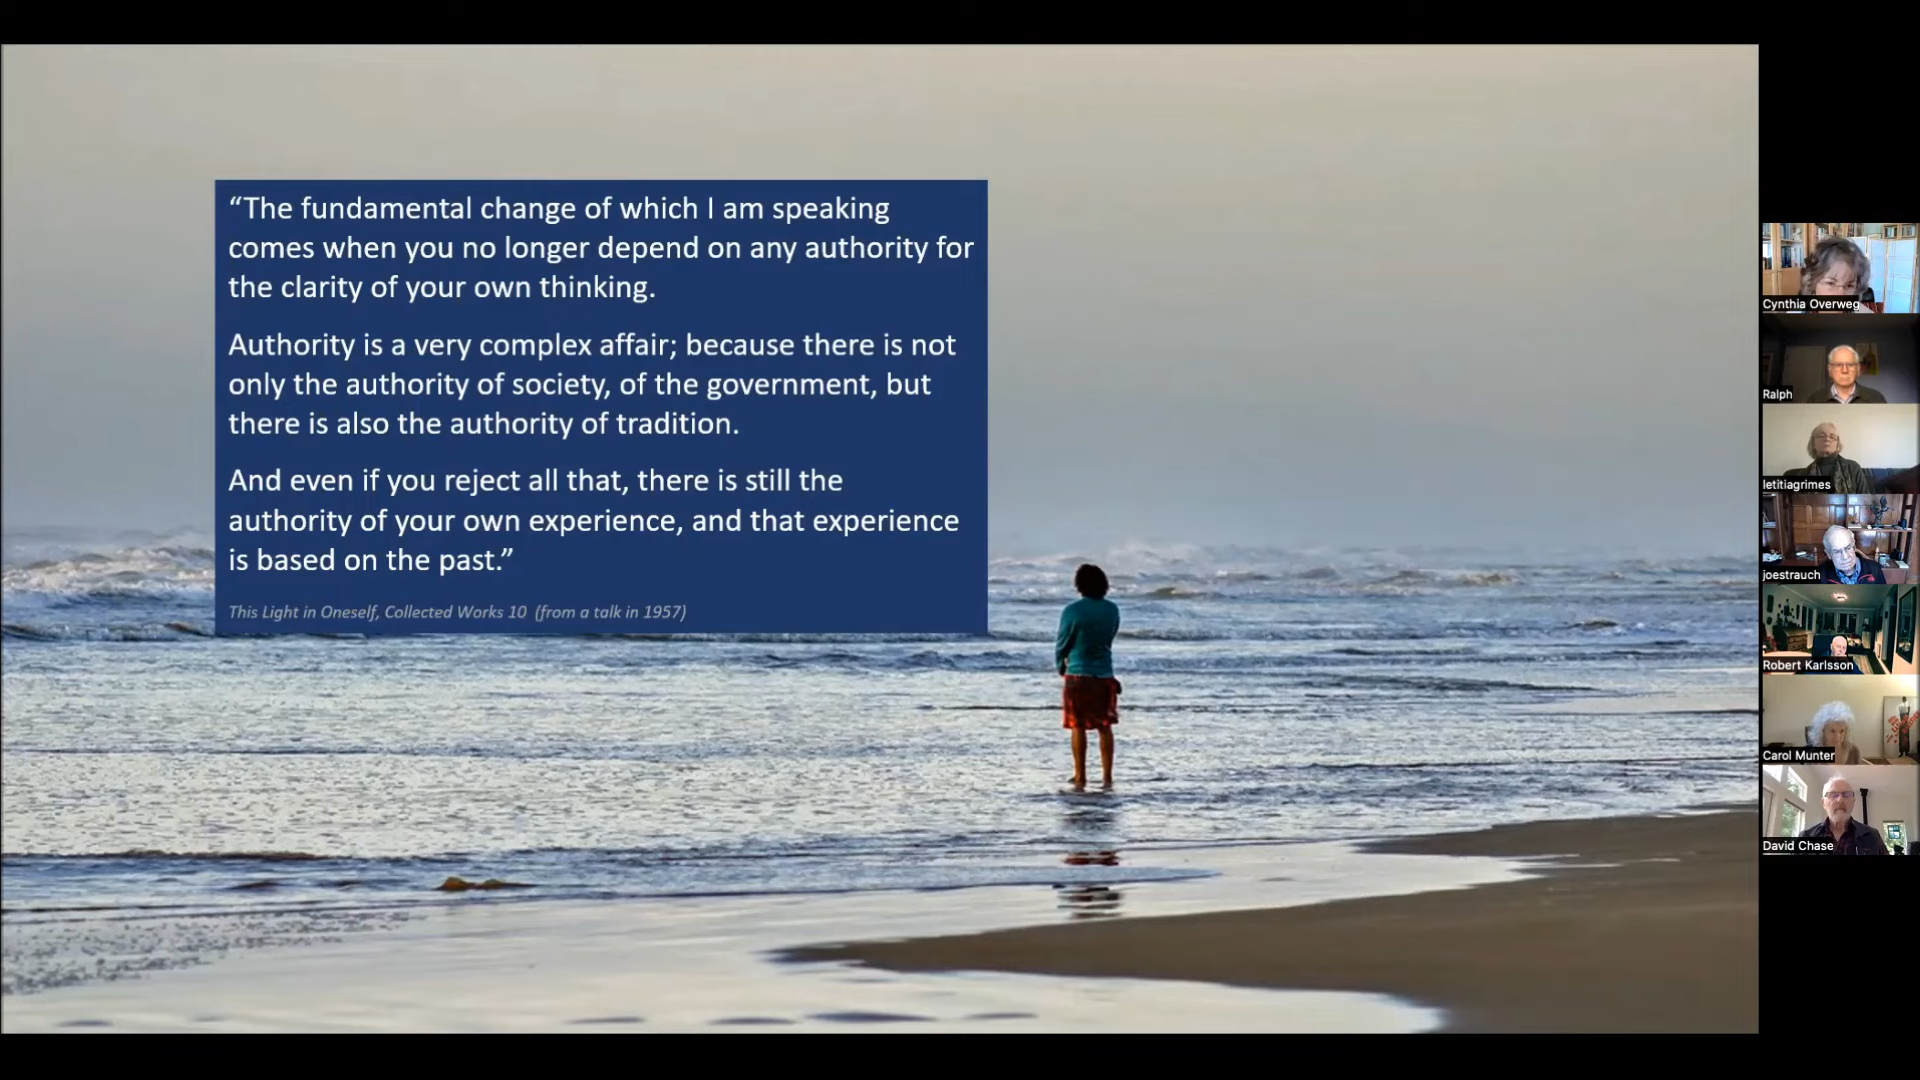 “The fundamental change of which I am speaking
comes when you no longer depend on any authority for
the clarity of your own thinking.
Authority is a very complex affair; because there is not
only the authority of society, of the government, but
there is also the authority of tradition.
And even if you reject all that, there is still the
authority of your own experience, and that experience
is based on the past.”
This Light in Oneself, Collected Works 10 (from a talk in 1957)
Cynthia Overweg
Ralph
letitiagrimes
joestrauch
Robert Karlsson
Carol Munter
David Chase